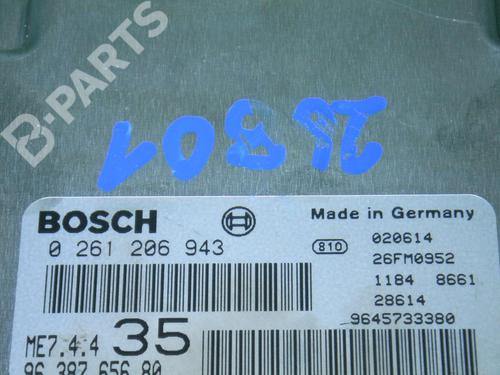 B-PARTS
BOSCH
Made in Germany
0 261 206 943
810
020614
26FM0952
1184 8661
28614
9645733380
ME7.4.4 35
96 387 656 80